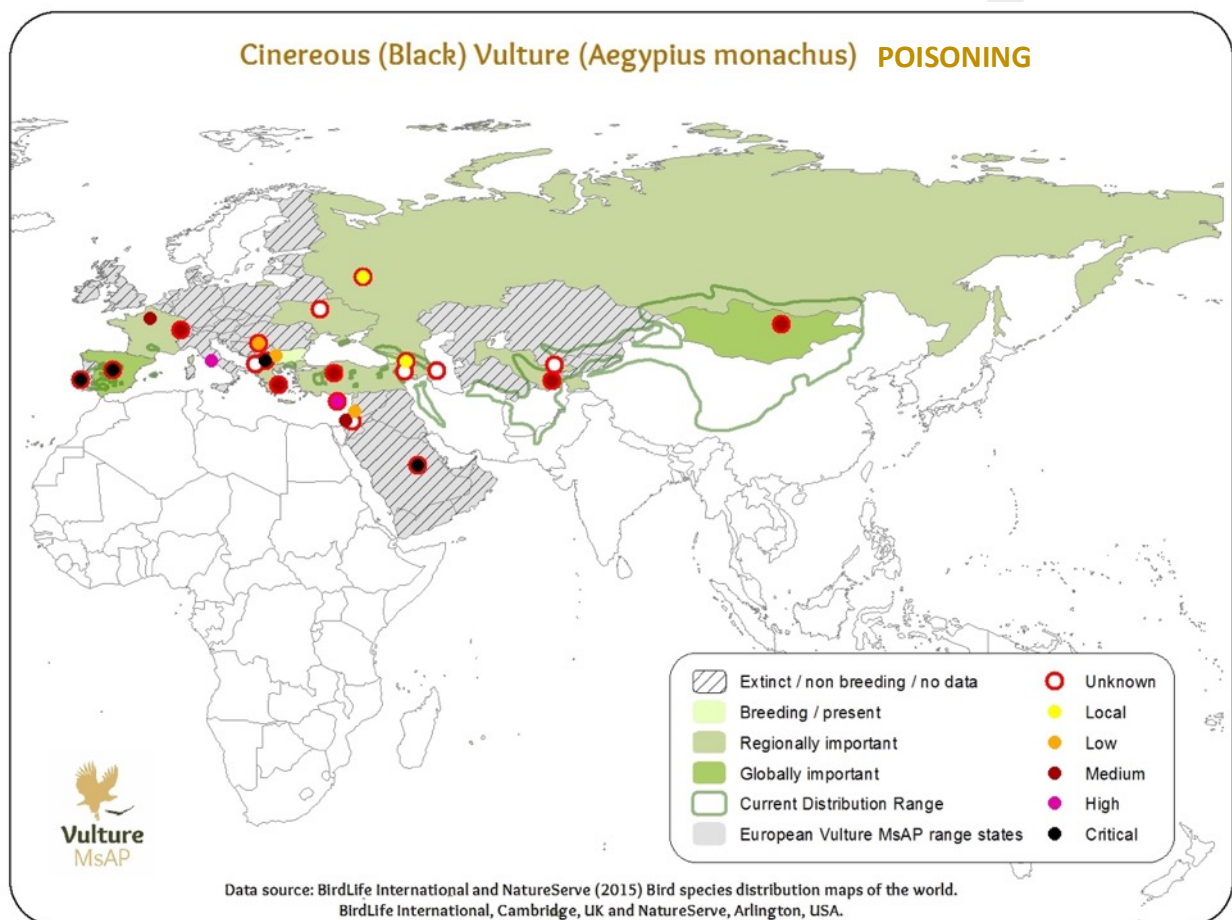 Cinereous (Black) Vulture (Aegypius monachus) POISONING
Extinct / non breeding / no data
Breeding / present
Regionally important
Globally important
Current Distribution Range
European Vulture MsAP range states
Unknown
Local
Low
Medium
High
Critical
Vulture
MsAP
Data source: BirdLife International and NatureServe (2015) Bird species distribution maps of the world.
BirdLife International, Cambridge, UK and NatureServe, Arlington, USA.